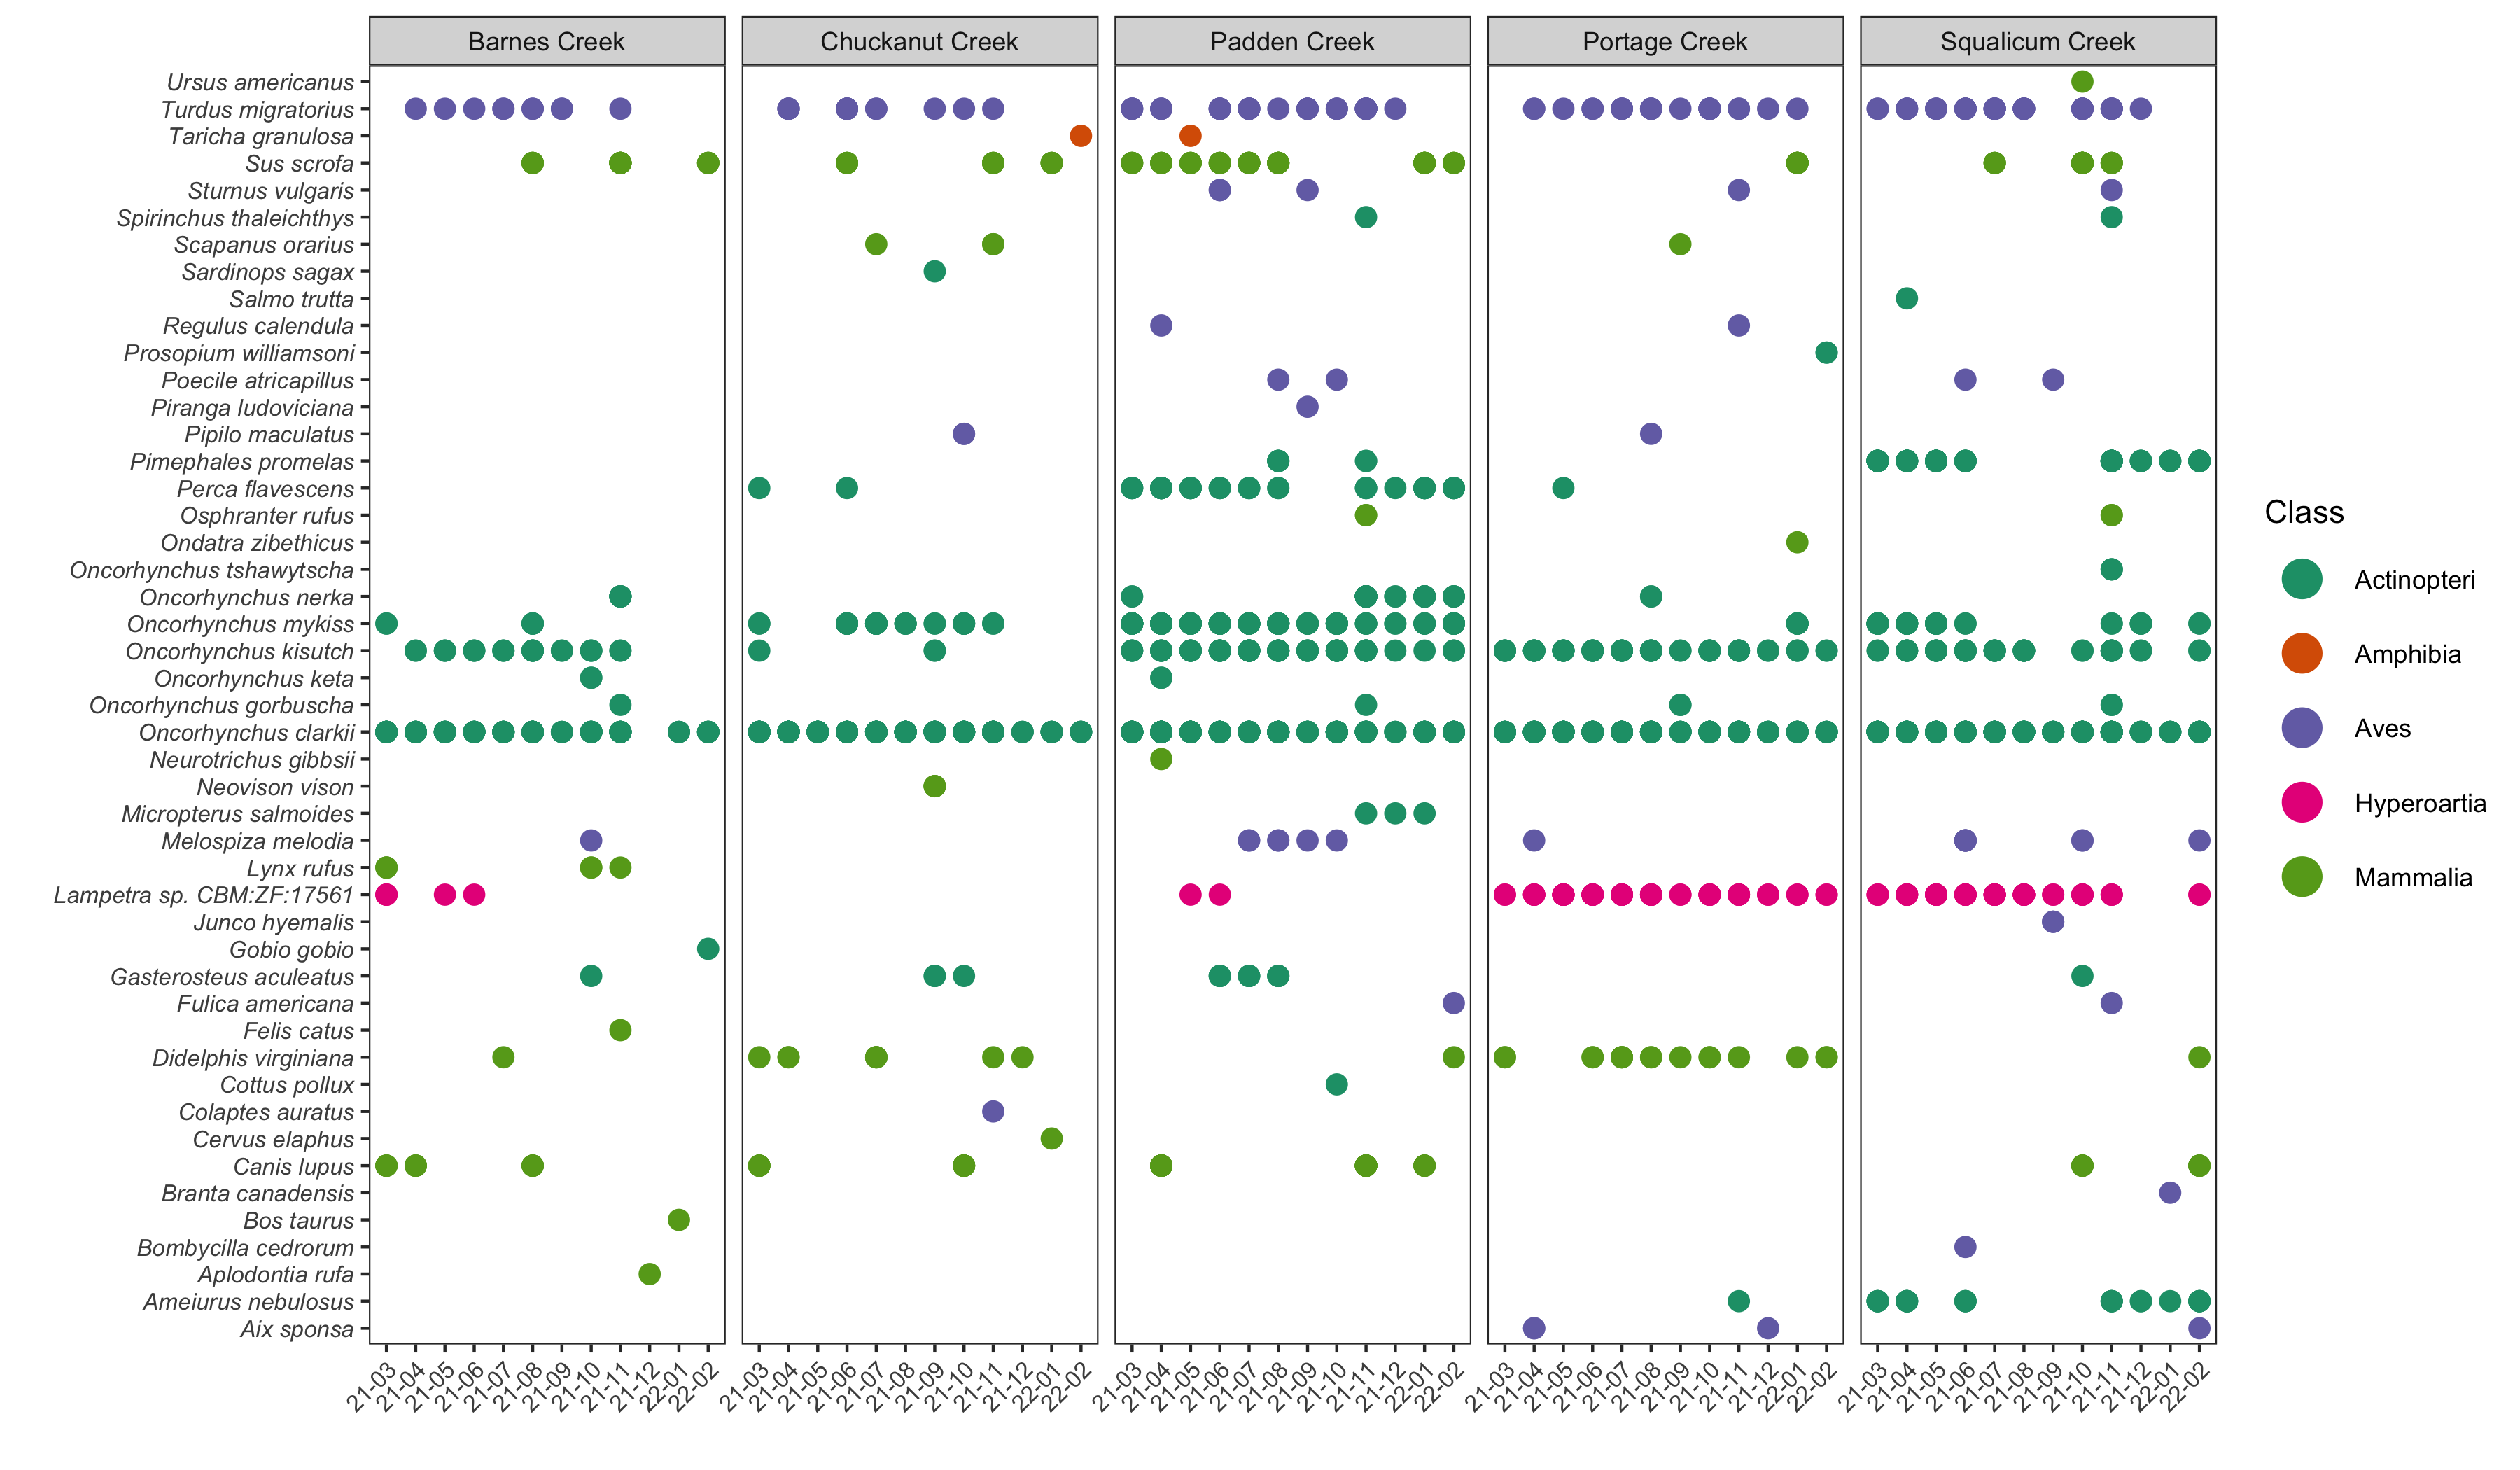 Barnes Creek
Chuckanut Creek
Padden Creek
Portage Creek
Squalicum Creek
Ursus americanus
Turdus migratorius
Taricha granulosa
Sus scrofa
Sturnus vulgaris
Spirinchus thaleichthys
Scapanus orarius
Sardinops sagax
Salmo trutta
Regulus calendula
Prosopium williamsoni
Poecile atricapillus
Piranga ludoviciana
Pipilo maculatus
Pimephales promelas
Perca flavescens
Osphranter rufus
Ondatra zibethicus
Oncorhynchus tshawytscha
Oncorhynchus nerka
Oncorhynchus mykiss
Oncorhynchus kisutch
Oncorhynchus keta
Oncorhynchus gorbuscha
Oncorhynchus clarkii
Neurotrichus gibbsii
Neovison vison
Micropterus salmoides
Melospiza melodia
Lynx rufus
Lampetra sp. CBM:ZF:17561
Junco hyemalis
Gobio gobio
Gasterosteus aculeatus
Fulica americana
Felis catus
Didelphis virginiana
Cottus pollux
Colaptes auratus
Cervus elaphus
Canis lupus
Branta canadensis
Bos taurus
Bombycilla cedrorum
Aplodontia rufa
Ameiurus nebulosus
Aix sponsa
21-03 21-04 21-05 21-06 21-07 21-08 21-09 21-10 21-11 21-12 22-01 22-02
21-03 21-04 21-05 21-06 21-07 21-08 21-09 21-10 21-11 21-12 22-01 22-02
21-03 21-04 21-05 21-06 21-07 21-08 21-09 21-10 21-11 21-12 22-01 22-02
21-03 21-04 21-05 21-06 21-07 21-08 21-09 21-10 21-11 21-12 22-01 22-02
21-03 21-04 21-05 21-06 21-07 21-08 21-09 21-10 21-11 21-12 22-01 22-02
Class
Actinopteri
Amphibia
Aves
Hyperoartia
Mammalia